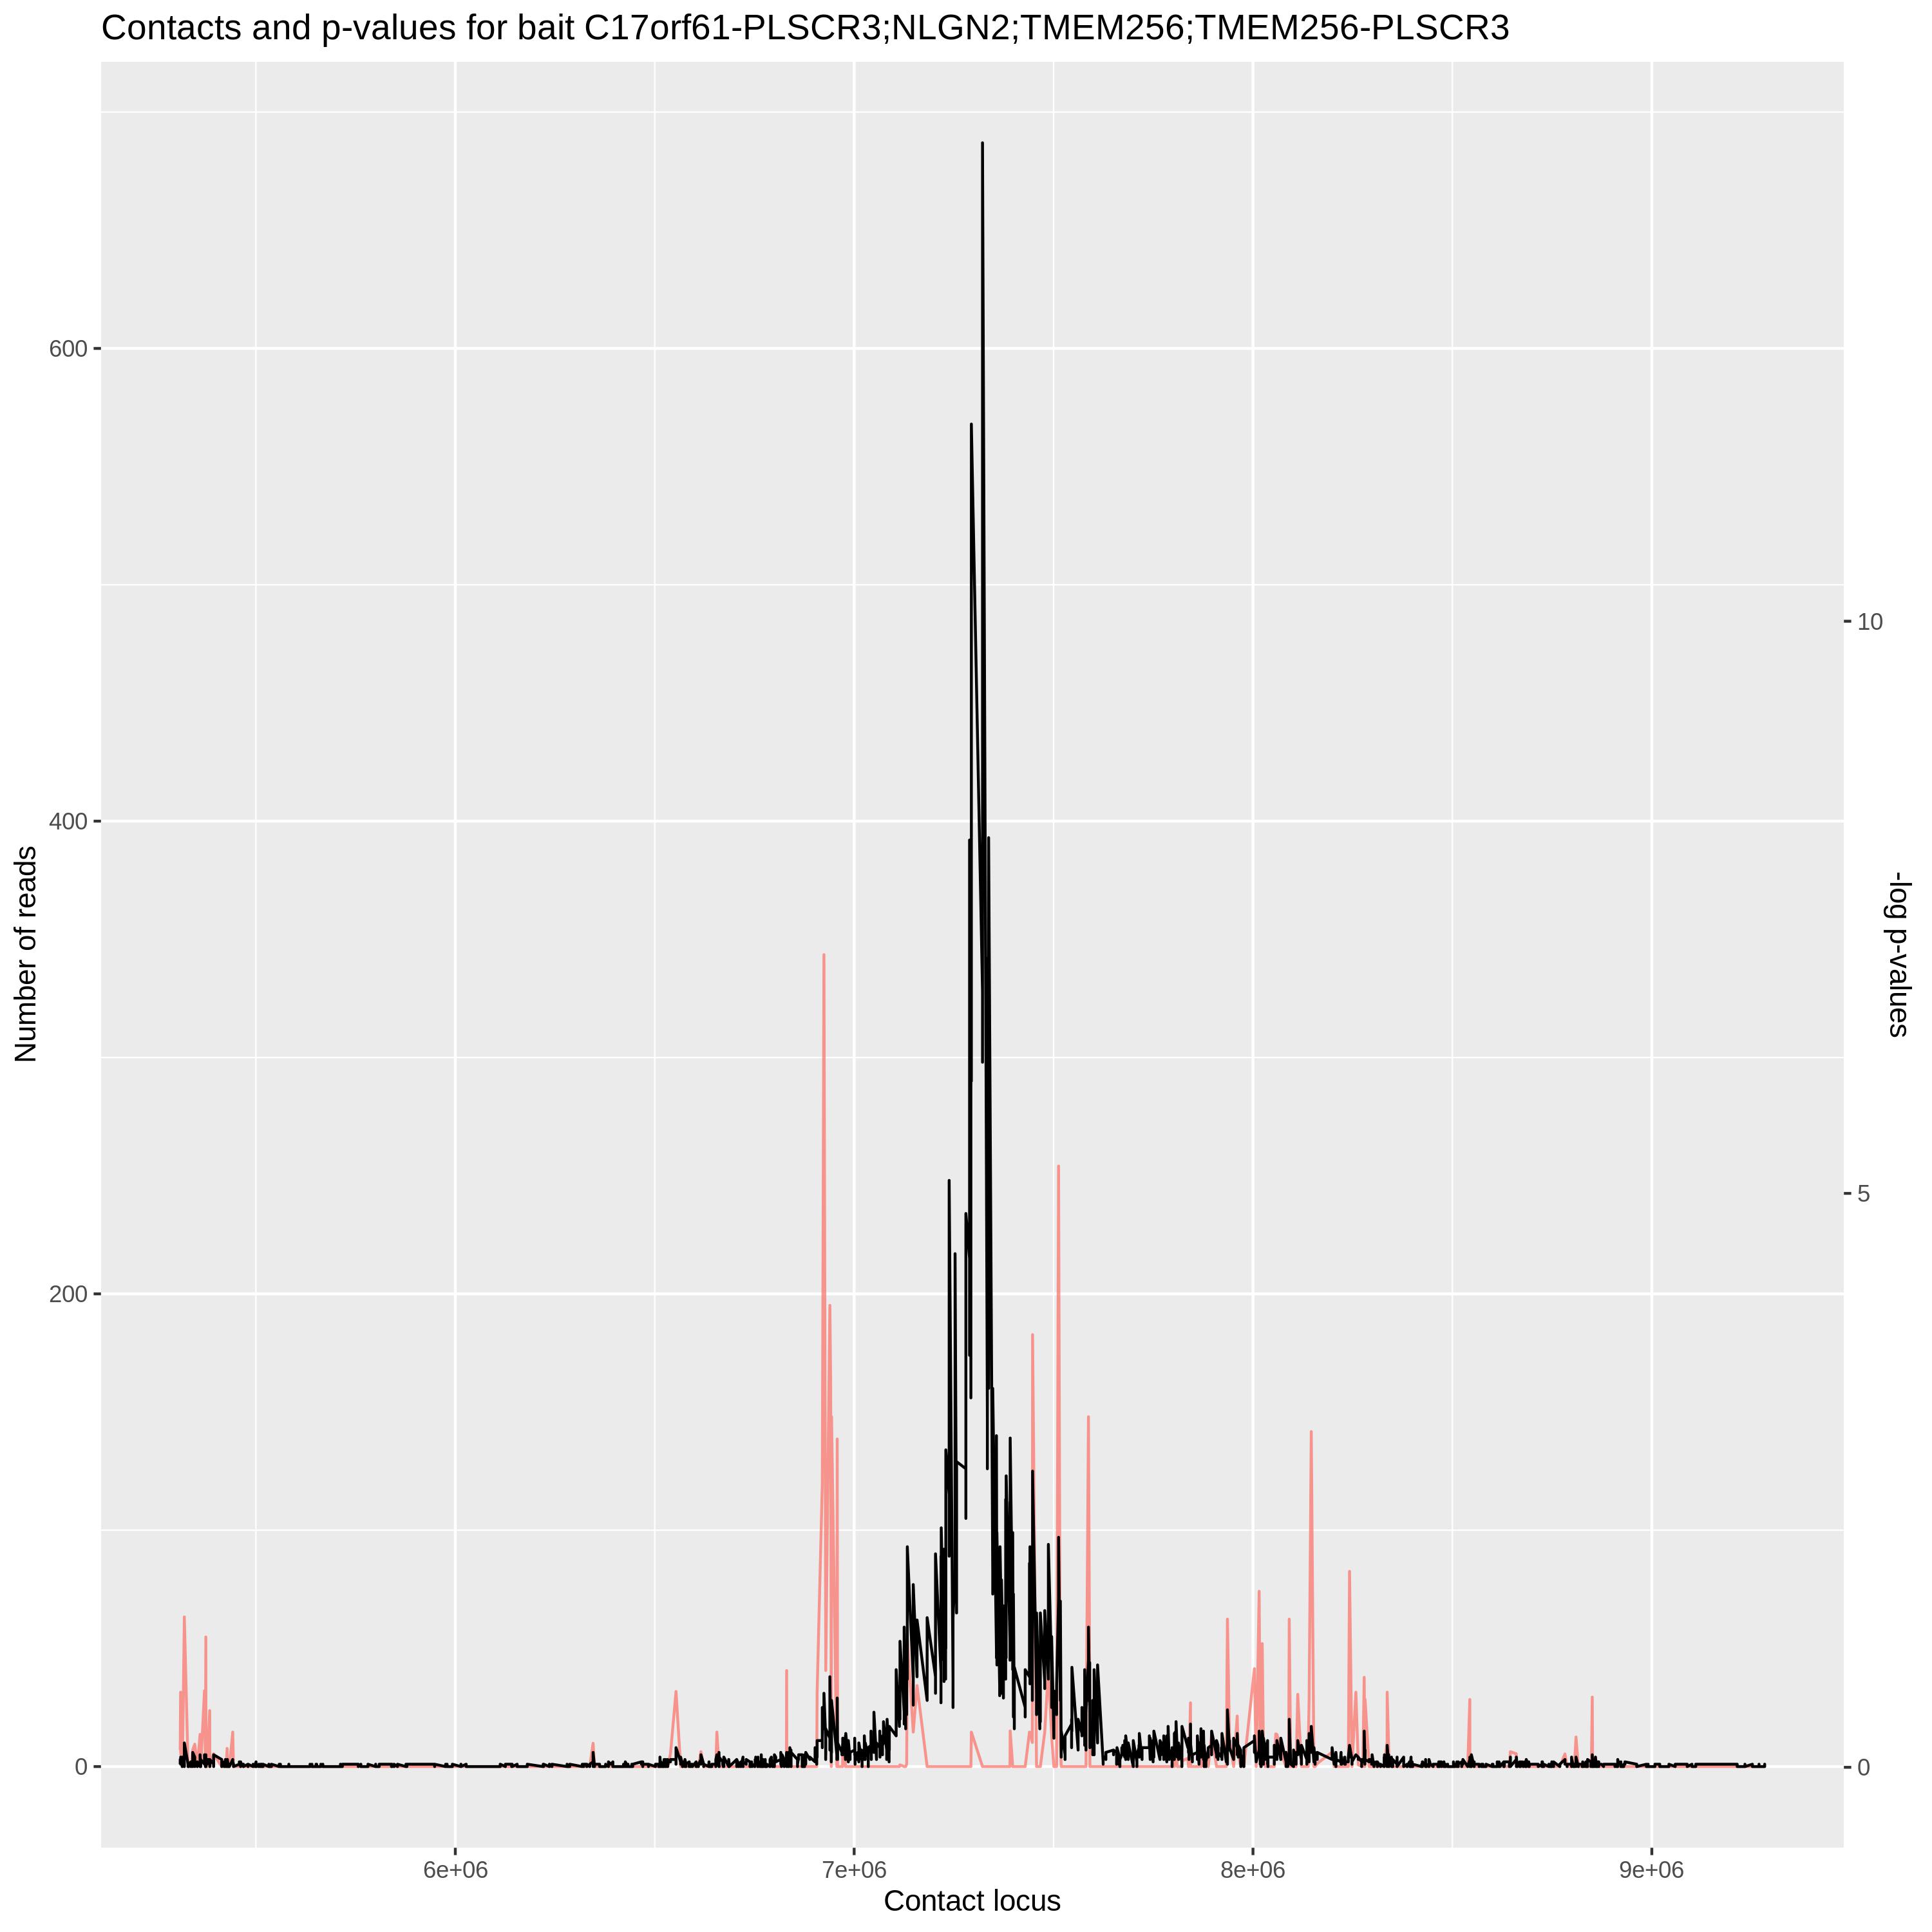 Contacts and p-values for bait C17orf61-PLSCR3;NLGN2;TMEM256;TMEM256-PLSCR3
Number of reads
600
400
200
0
10
5
0
-log p-values
6e+06
7e+06
8e+06
9e+06
Contact locus